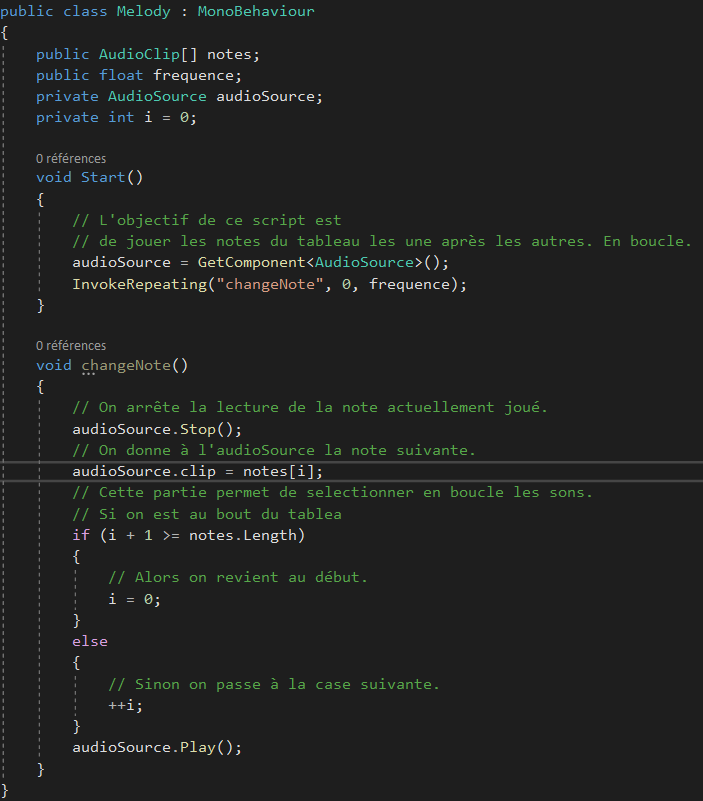 public class Melody : MonoBehaviour
{
public AudioClip[] notes;
public float frequence;
private AudioSource audioSource;
private int i = 0;
0 références
void Start()
{
// L'objectif de ce script est
// de jouer les notes du tableau les une après les autres. En boucle.
audioSource = GetComponent<AudioSource>();
InvokeRepeating("changeNote", 0, frequence);
}
0 références
void changeNote()
{
// On arrête la lecture de la note actuellement joué.
audioSource.Stop();
// On donne à l'audioSource la note suivante.
audioSource.clip = notes[i];
// Cette partie permet de selectionner en boucle les sons.
// Si on est au bout du tablea
if (i + 1 >= notes.Length)
{
// Alors on revient au début.
i = 0;
}
else
{
// Sinon on passe à la case suivante.
++i;
}
audioSource.Play();
}
}